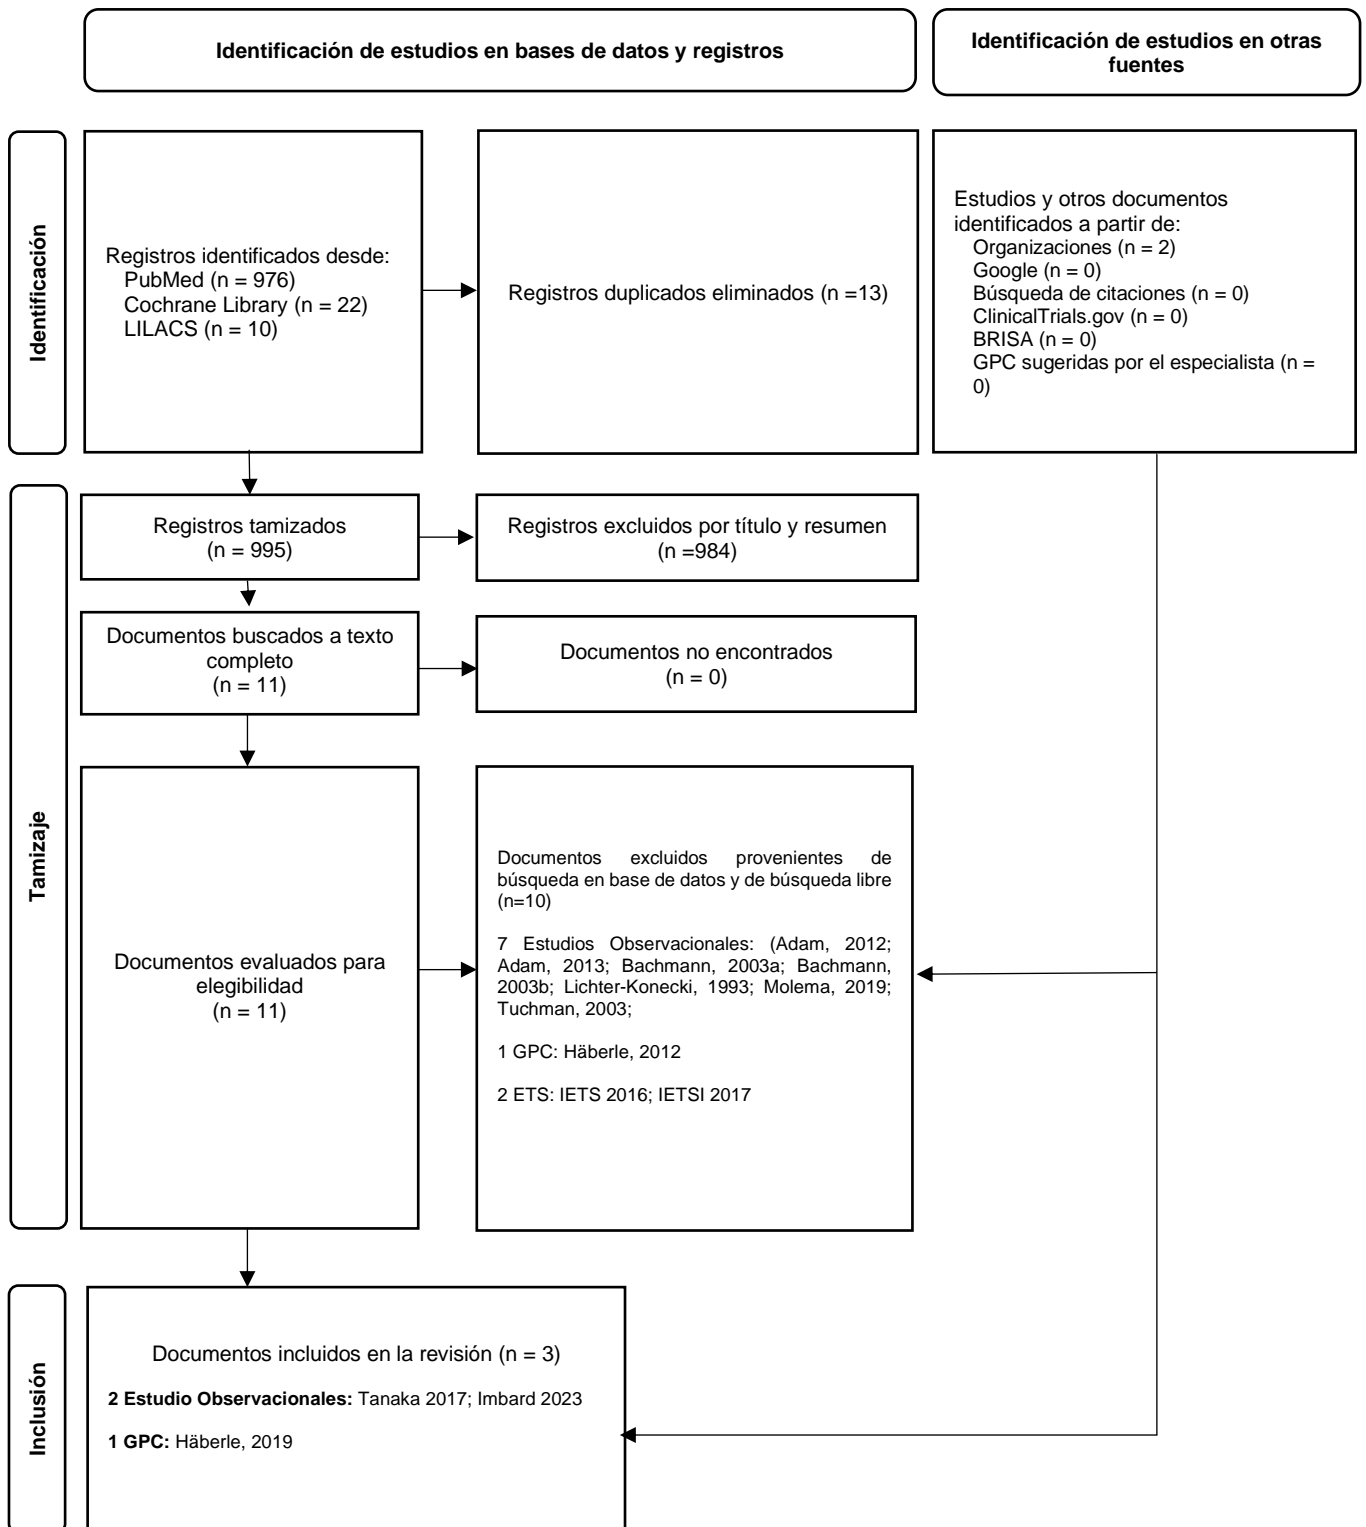 Identificación de estudios en bases de datos y registros
Identificación de estudios en otras
fuentes
Identificación
Registros identificados desde:
PubMed (n = 976)
Cochrane Library (n = 22)
LILACS (n = 10)
Registros duplicados eliminados (n =13)
Estudios y otros documentos
identificados a partir de:
Organizaciones (n = 2)
Google (n = 0)
Búsqueda de citaciones (n = 0)
ClinicalTrials.gov (n = 0)
BRISA (n = 0)
GPC sugeridas por el especialista (n =
0)
Tamizaje
Registros tamizados
(n = 995)
Registros excluidos por título y resumen
(n =984)
Documentos buscados a texto
completo
(n = 11)
Documentos no encontrados
(n = 0)
Documentos evaluados para
elegibilidad
(n = 11)
Documentos excluidos provenientes de
búsqueda en base de datos y de búsqueda libre
(n=10)
7 Estudios Observacionales: (Adam, 2012;
Adam, 2013; Bachmann, 2003a; Bachmann,
2003b; Lichter-Konecki, 1993; Molema, 2019;
Tuchman, 2003;
1 GPC: Häberle, 2012
2 ETS: IETS 2016; IETSI 2017
Inclusión
Documentos incluidos en la revisión (n = 3)
2 Estudio Observacionales: Tanaka 2017; Imbard 2023
1 GPC: Häberle, 2019